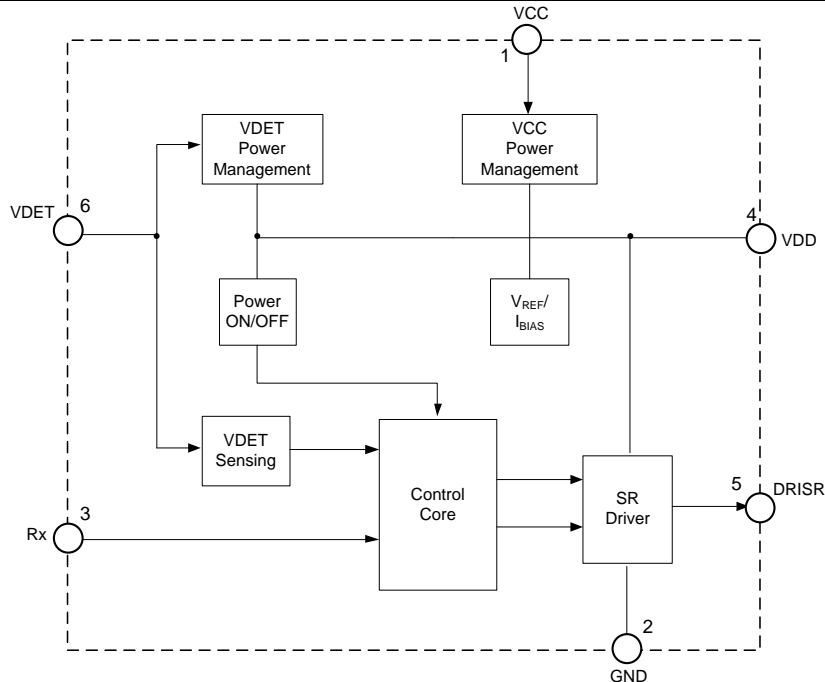 VCC
1
VDET
Power
Management
VCC
Power
Management
VDET
6
4
VDD
Power
ON/OFF
VREF/
IBIAS
VDET
Sensing
Control
Core
SR
Driver
5
DRISR
Rx
3
2
GND